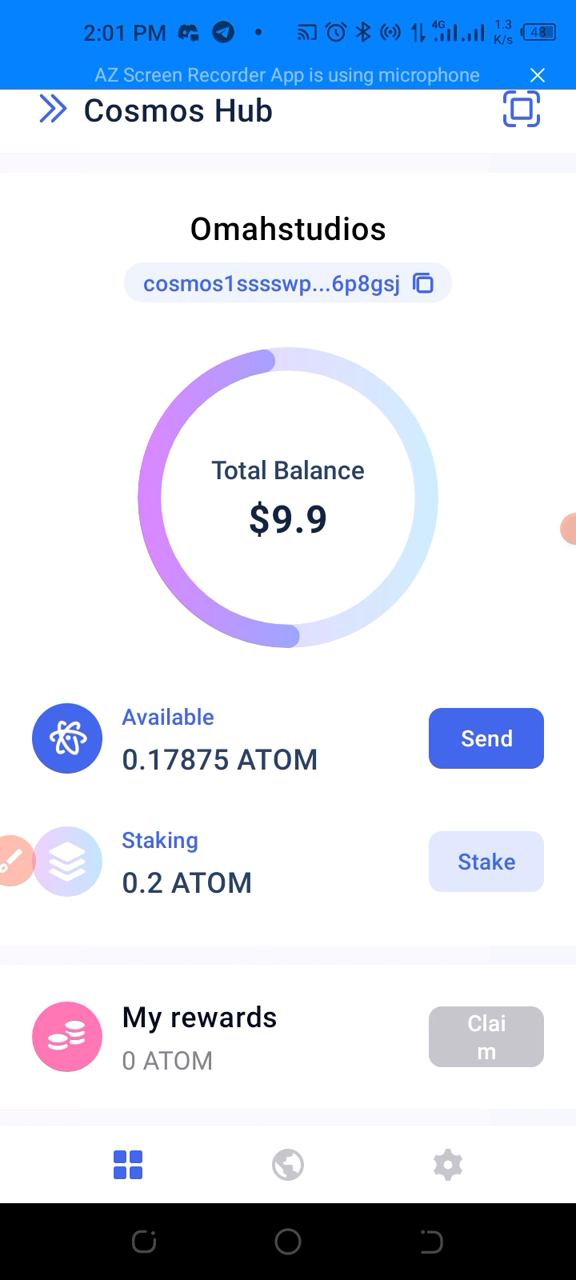 2:01 PM
4G
1.3
K/s
48
AZ Screen Recorder App is using microphone
Cosmos Hub
Omahstudios
cosmos1sssswp...6p8gsj
Total Balance
$9.9
Available
0.17875 ATOM
Send
Staking
0.2 ATOM
Stake
My rewards
0 ATOM
Clai
m